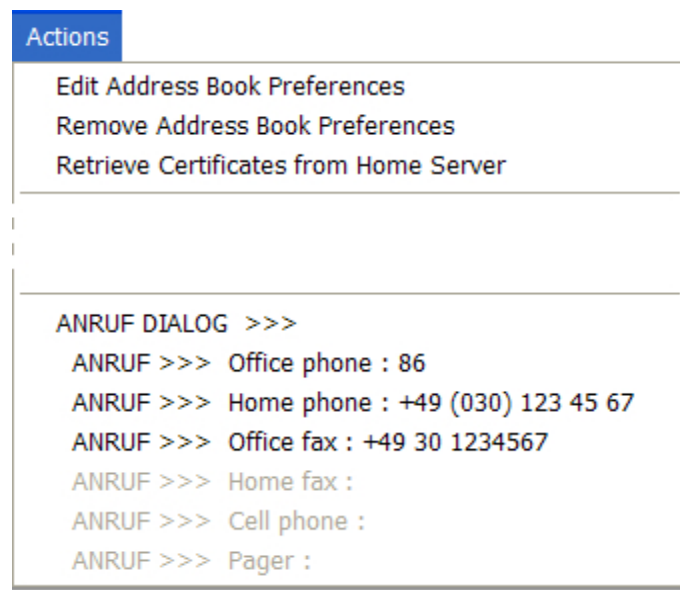 Actions
Edit Address Book Preferences
Remove Address Book Preferences
Retrieve Certificates from Home Server
ANRUF DIALOG >>>
ANRUF >>> Office phone : 86
ANRUF >>> Home phone : +49 (030) 123 45 67
ANRUF >>> Office fax : +49 30 1234567
ANRUF >>> Home fax :
ANRUF >>> Cell phone :
ANRUF >>> Pager :